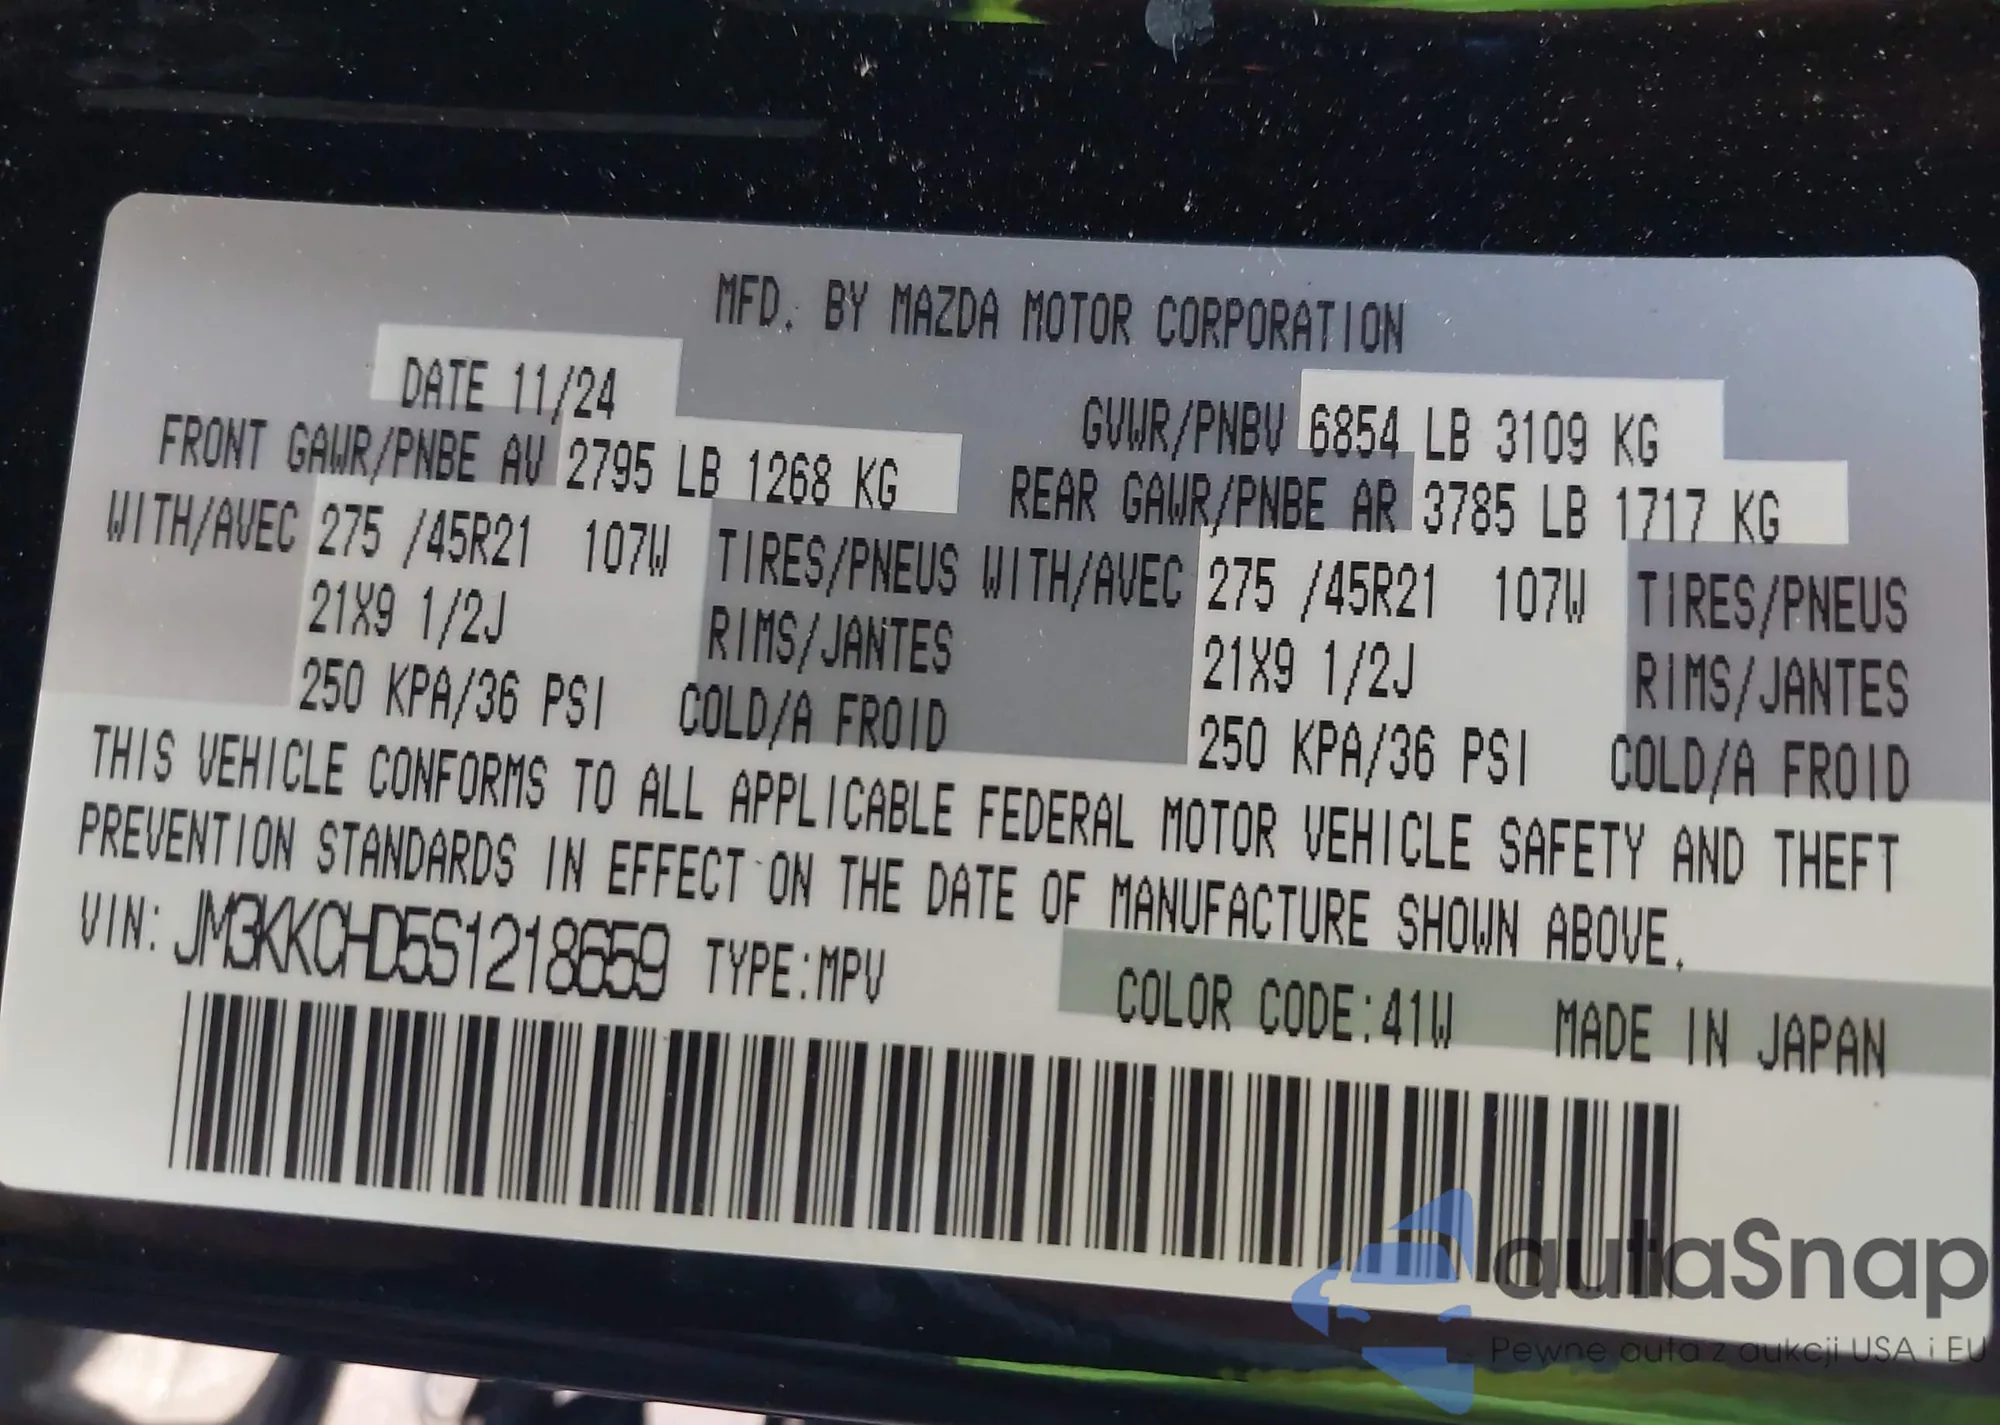 MFD. BY MAZDA MOTOR CORPORATION
DATE 11/24
GVWR/PNBV 6854 LB 3109 KG
FRONT GAWR/PNBE AV 2795 LB 1268 KG
REAR GAWR/PNBE AR 3785 LB 1717 KG
WITH/AVEC 275 /45R21 107W TIRES/PNEUS WITH/AVEC 275 /45R21 107W TIRES/PNEUS
21X9 1/2J RIMS/JANTES 21X9 1/2J RIMS/JANTES
250 KPA/36 PSI COLD/A FROID 250 KPA/36 PSI COLD/A FROID
THIS VEHICLE CONFORMS TO ALL APPLICABLE FEDERAL MOTOR VEHICLE SAFETY AND THEFT
PREVENTION STANDARDS IN EFFECT ON THE DATE OF MANUFACTURE SHOWN ABOVE.
VIN: JM3KKCHD5S1218659 TYPE:MPV
COLOR CODE:41W MADE IN JAPAN
autaSnap
Pewne auta z aukcji USA i EU